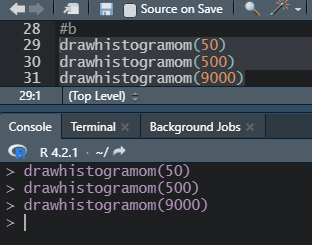 Source on Save
28 #b
29 drawhistogramom(50)
30 drawhistogramom(500)
31 drawhistogramom(9000)
29:1 (Top Level)
Console Terminal Background Jobs
R 4.2.1 · ~/
> drawhistogramom(50)
> drawhistogramom(500)
> drawhistogramom(9000)
>